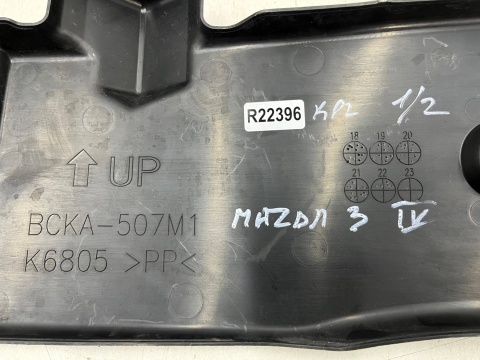 R22396 KPL 1/2
18 19 20
21 22 23
UP
BCKA-507M1
MAZDA 3 IV
K6805 >PP<